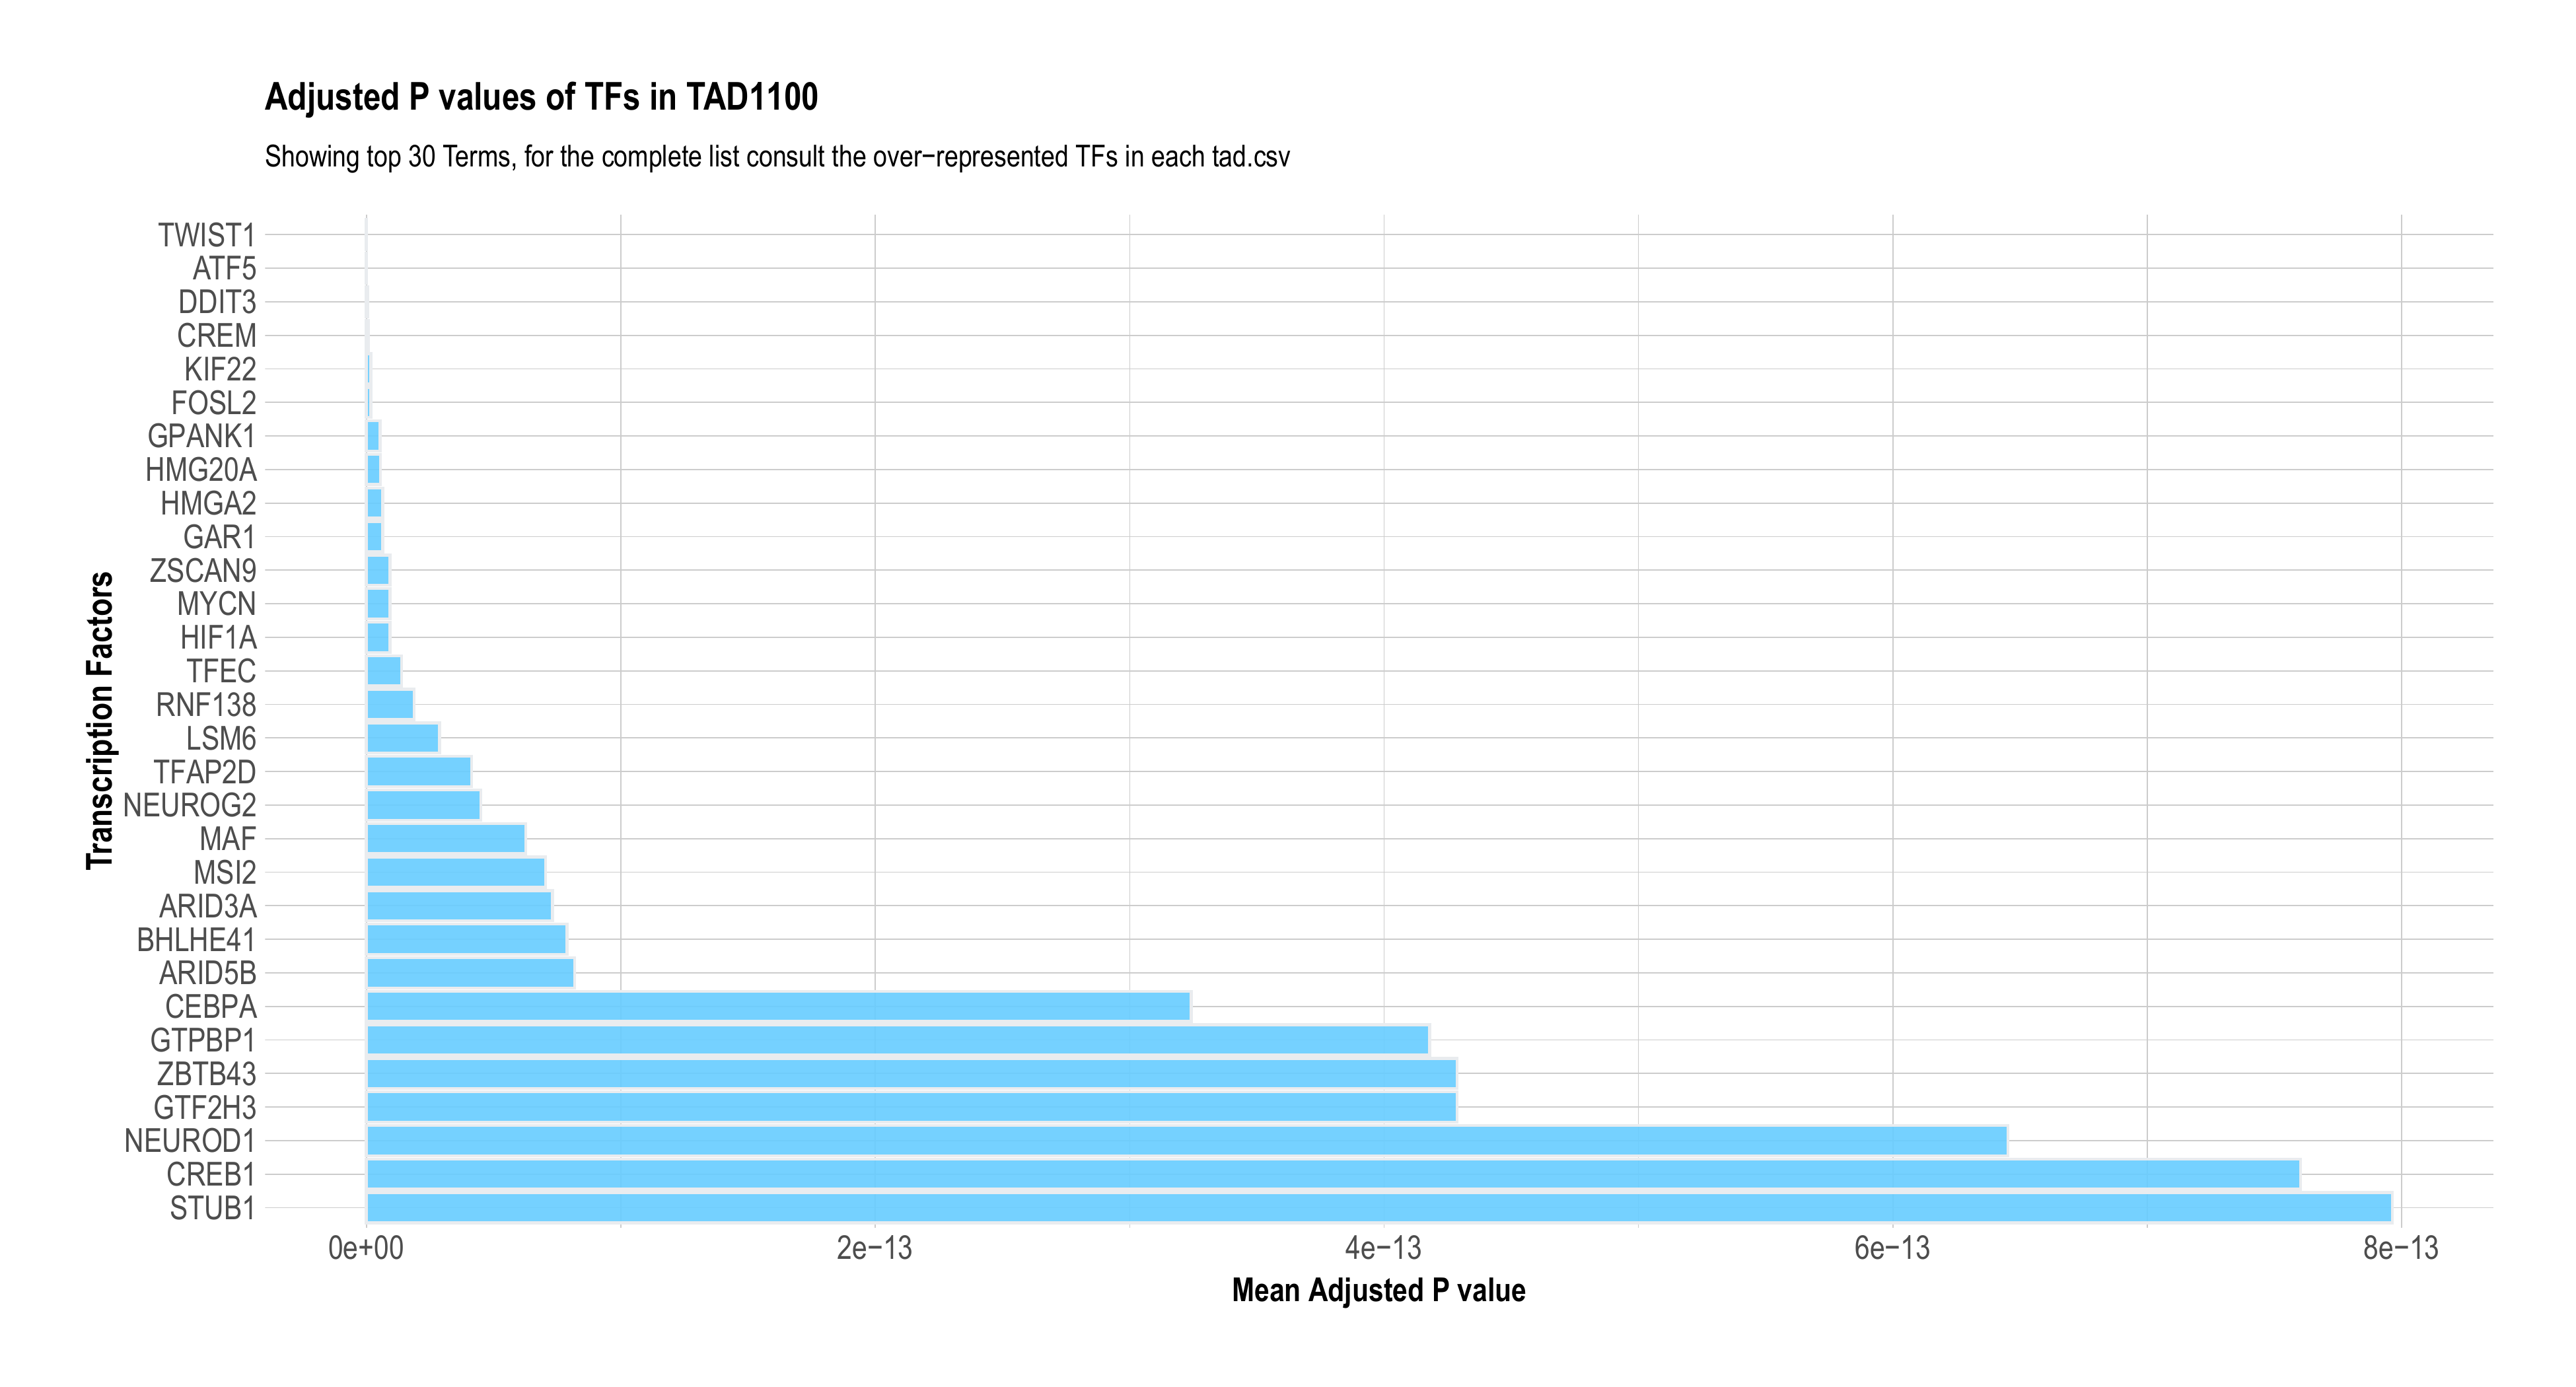 Adjusted P values of TFs in TAD1100
Showing top 30 Terms, for the complete list consult the over−represented TFs in each tad.csv
Transcription Factors
TWIST1
ATF5
DDIT3
CREM
KIF22
FOSL2
GPANK1
HMG20A
HMGA2
GAR1
ZSCAN9
MYCN
HIF1A
TFEC
RNF138
LSM6
TFAP2D
NEUROG2
MAF
MSI2
ARID3A
BHLHE41
ARID5B
CEBPA
GTPBP1
ZBTB43
GTF2H3
NEUROD1
CREB1
STUB1
0e+00 2e−13 4e−13 6e−13 8e−13
Mean Adjusted P value